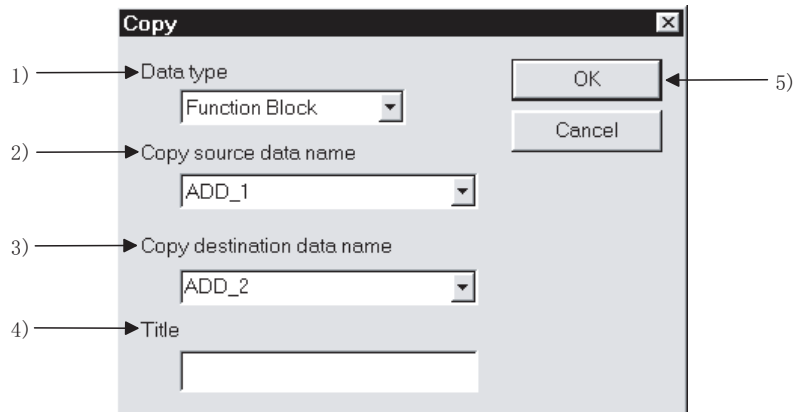 Copy
1) Data type
Function Block
OK
5)
Cancel
2) Copy source data name
ADD_1
3) Copy destination data name
ADD_2
4) Title